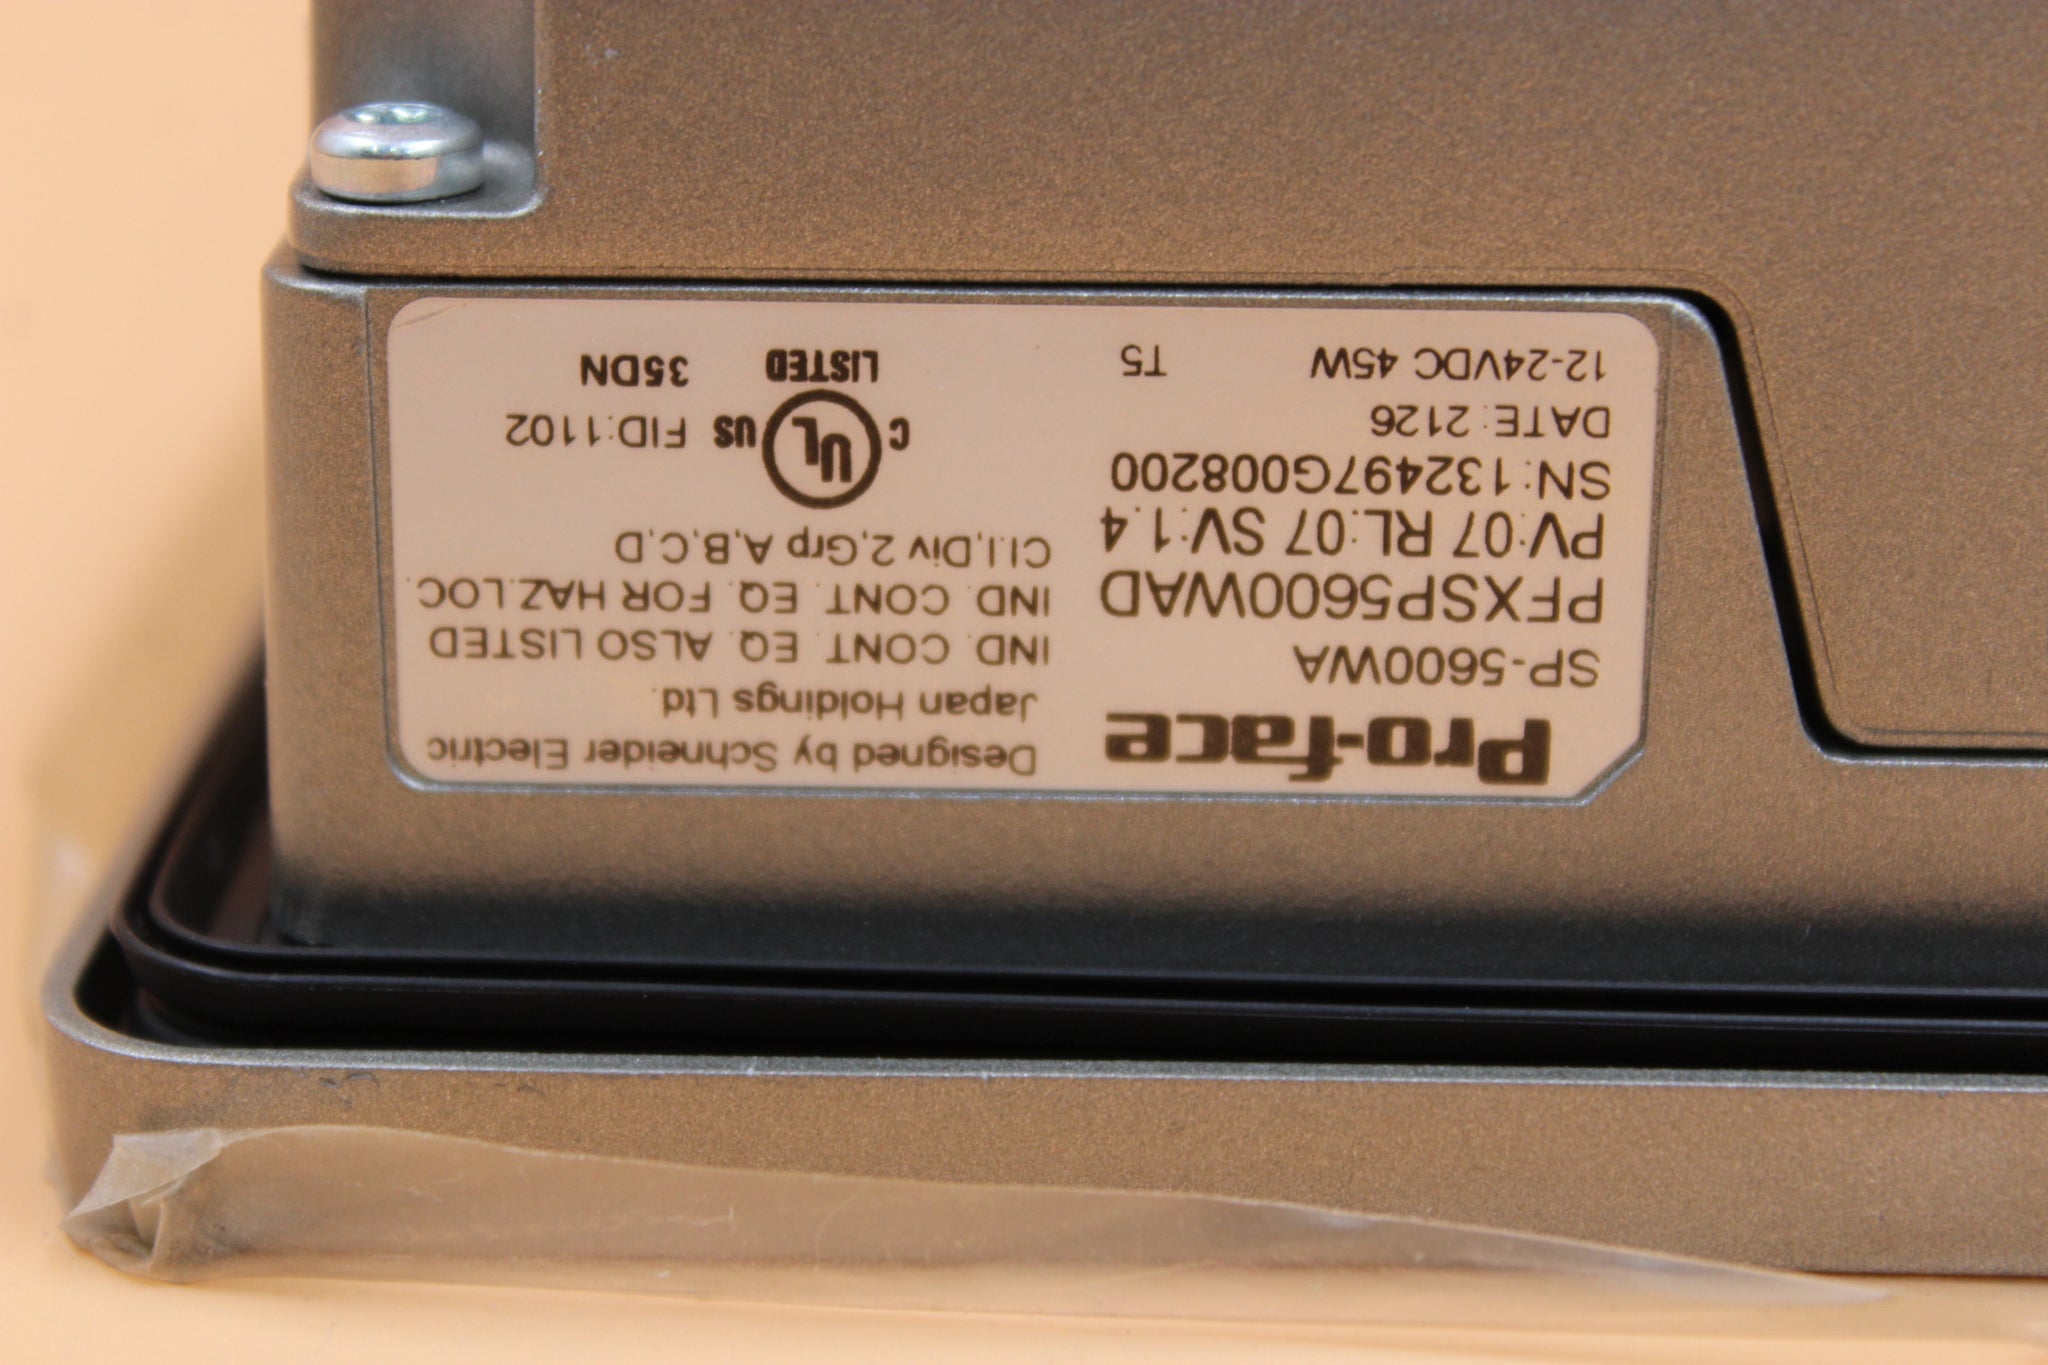 Pro-face
SP-5600WA
PFXSP5600WAD
PV:07 RL:07 SV:1.4
SN:132497G008200
DATE:2126
12-24VDC 45W
T5
Designed by Schneider Electric
Japan Holdings Ltd.
IND. CONT. EQ. ALSO LISTED
IND. CONT. EQ. FOR HAZ.LOC.
Cl.I,Div 2,Grp A,B,C,D
C UL US FID:1102
LISTED 35DN